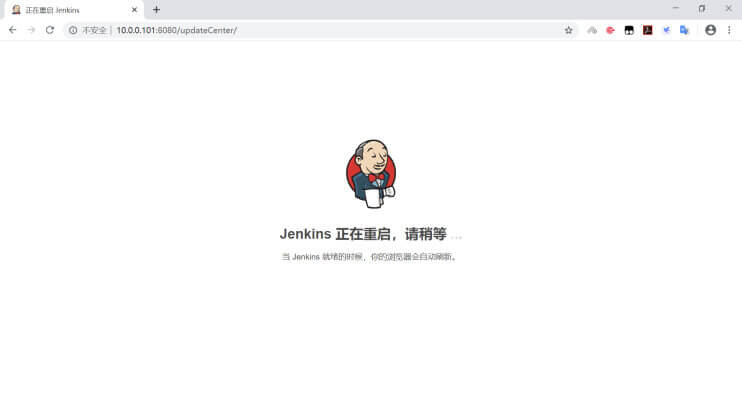 正在重启 Jenkins
不安全 | 10.0.0.101:8080/updateCenter/
Jenkins 正在重启，请稍等 ...
当 Jenkins 就绪的时候，你的浏览器会自动刷新。